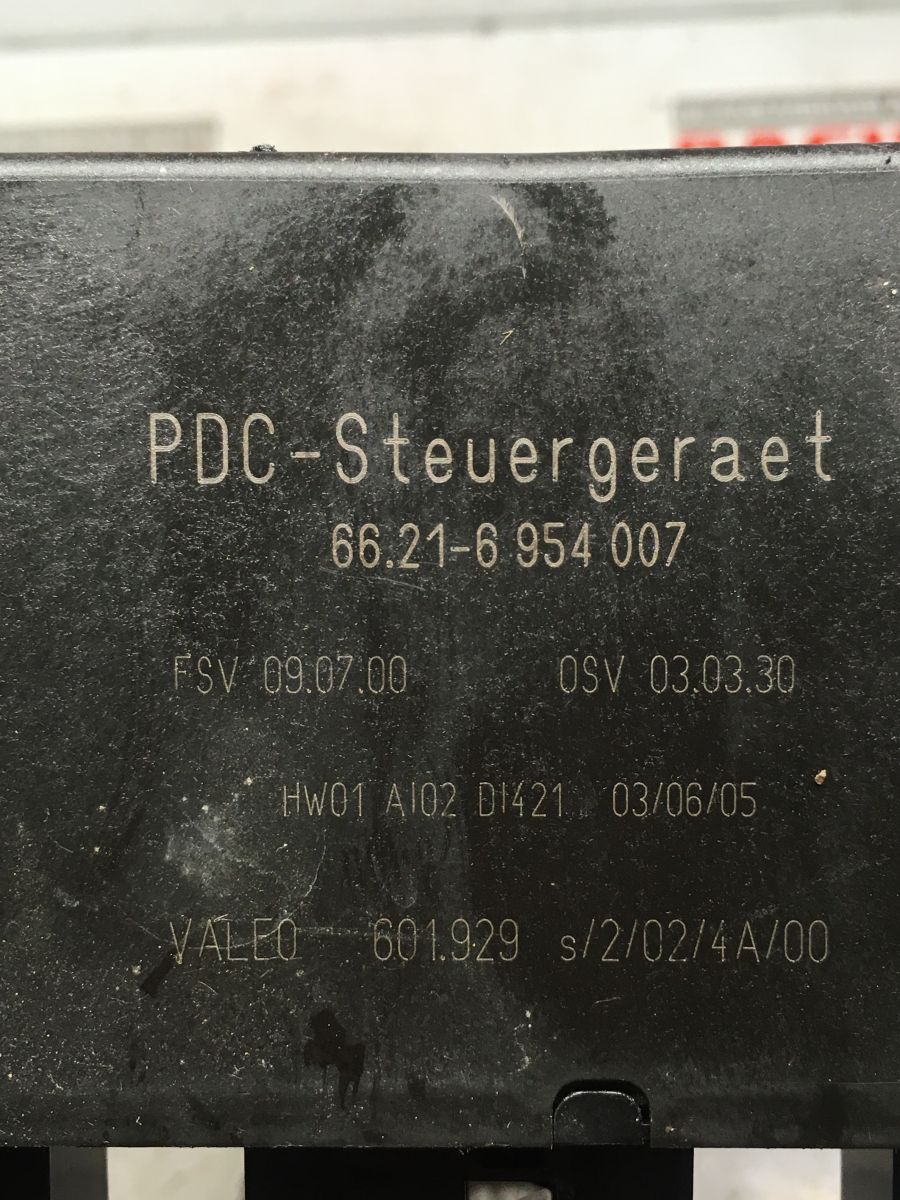 PDC-Steuergeraet
66.21-6 954 007
FSV 09.07.00 OSV 03.03.30
HW01 AI02 DI421 03/06/05
VALEO 601.929 s/2/02/4A/00